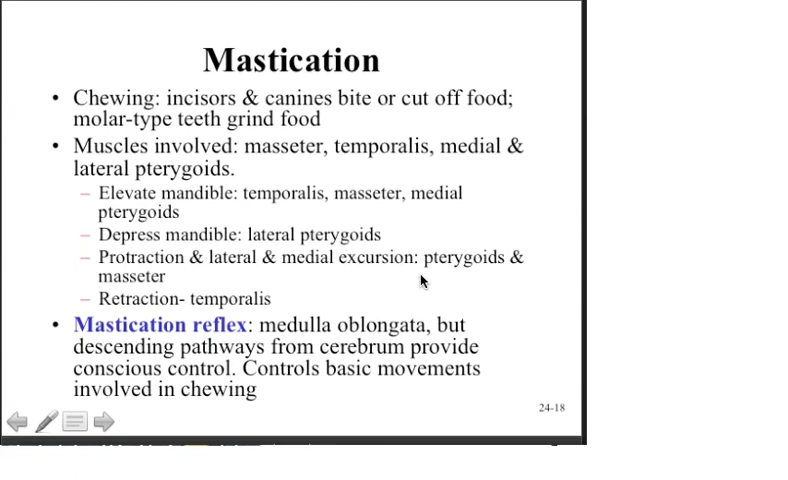 Mastication
• Chewing: incisors & canines bite or cut off food;
molar-type teeth grind food
• Muscles involved: masseter, temporalis, medial &
lateral pterygoids.
– Elevate mandible: temporalis, masseter, medial
pterygoids
– Depress mandible: lateral pterygoids
– Protraction & lateral & medial excursion: pterygoids &
masseter
– Retraction- temporalis
• Mastication reflex: medulla oblongata, but
descending pathways from cerebrum provide
conscious control. Controls basic movements
involved in chewing
24-18